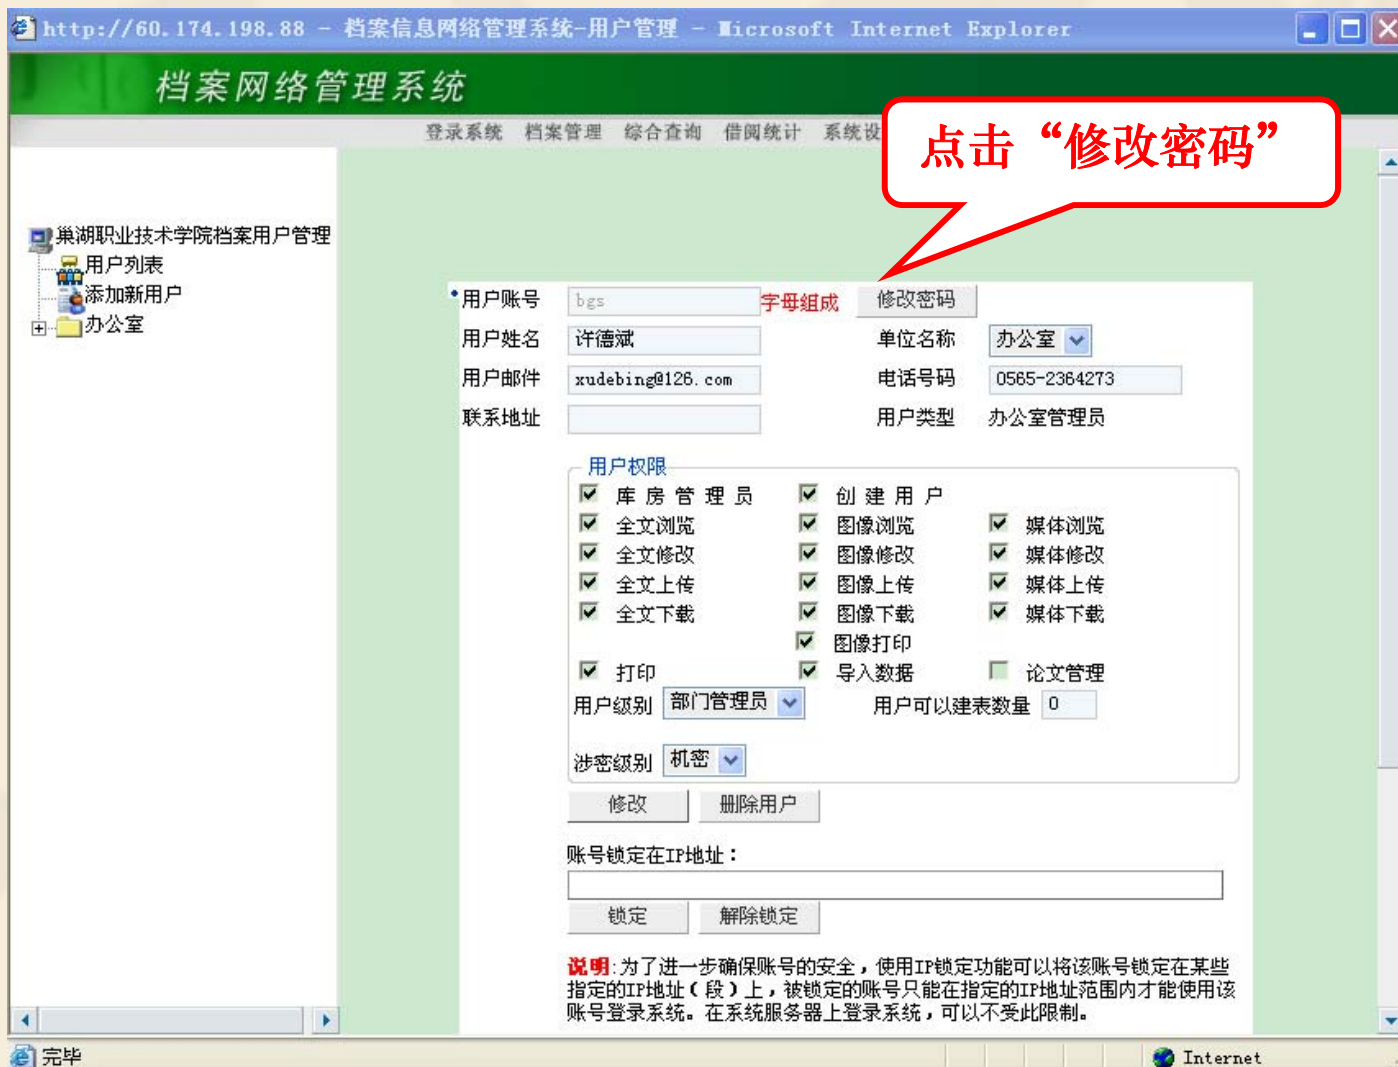 http://60.174.198.88 - 档案信息网络管理系统-用户管理 - Microsoft Internet Explorer
档案网络管理系统
登录系统 档案管理 综合查询 借阅统计 系统设
点击“修改密码”
巢湖职业技术学院档案用户管理
用户列表
添加新用户
办公室
用户账号 bgs 字母组成 修改密码
用户姓名 许德斌 单位名称 办公室
用户邮件 xudebing@126.com 电话号码 0565-2364273
联系地址 用户类型 办公室管理员
用户权限
库房管理员 创建用户
全文浏览 图像浏览 媒体浏览
全文修改 图像修改 媒体修改
全文上传 图像上传 媒体上传
全文下载 图像下载 媒体下载
图像打印
打印 导入数据 论文管理
用户级别 部门管理员 用户可以建表数量 0
涉密级别 机密
修改 删除用户
账号锁定在IP地址：
锁定 解除锁定
说明:为了进一步确保账号的安全，使用IP锁定功能可以将该账号锁定在某些
指定的IP地址(段)上，被锁定的账号只能在指定的IP地址范围内才能使用该
账号登录系统。在系统服务器上登录系统，可以不受此限制。
完毕 Internet